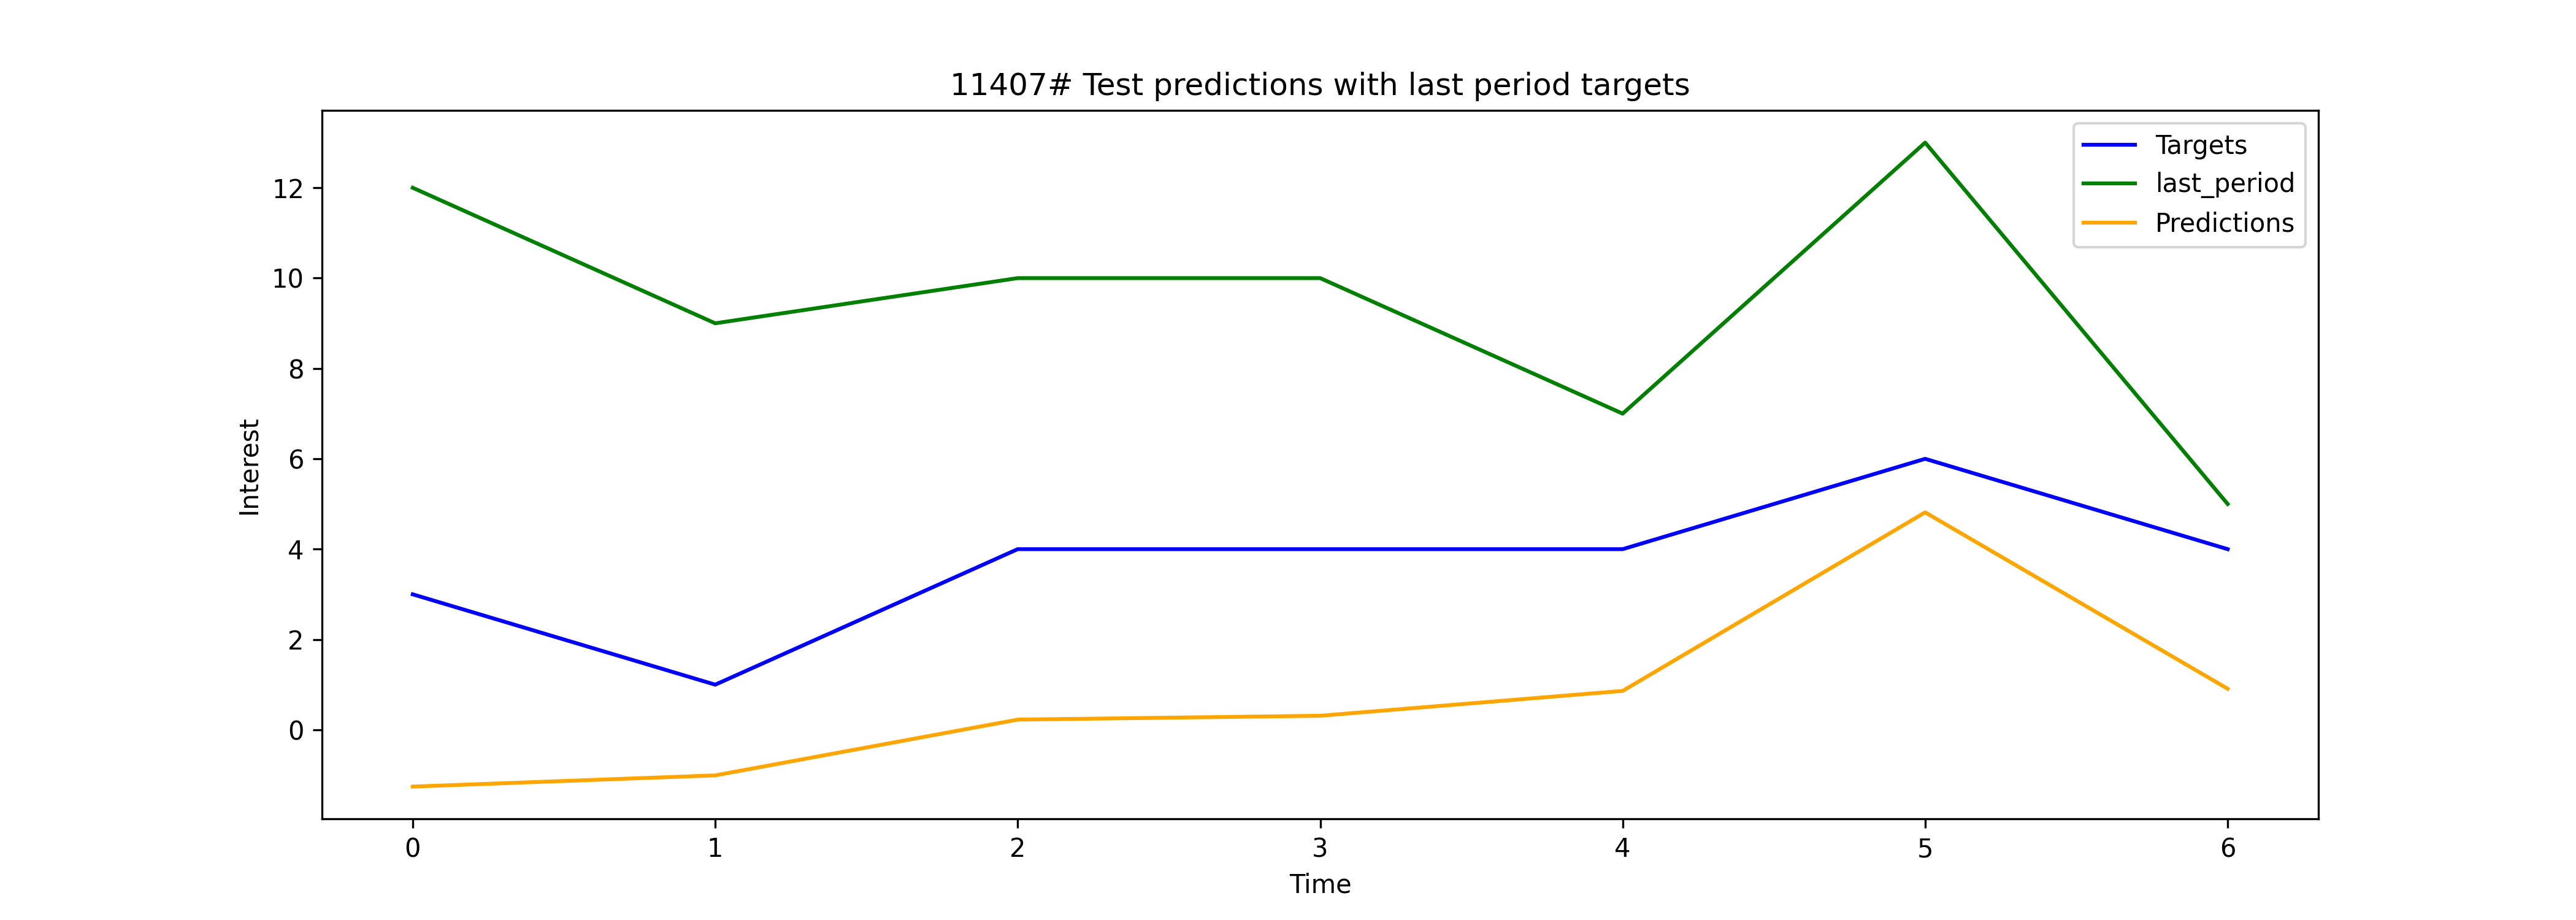 11407# Test predictions with last period targets
Targets
last_period
Predictions
12
10
8
6
4
2
0
Interest
0 1 2 3 4 5 6
Time